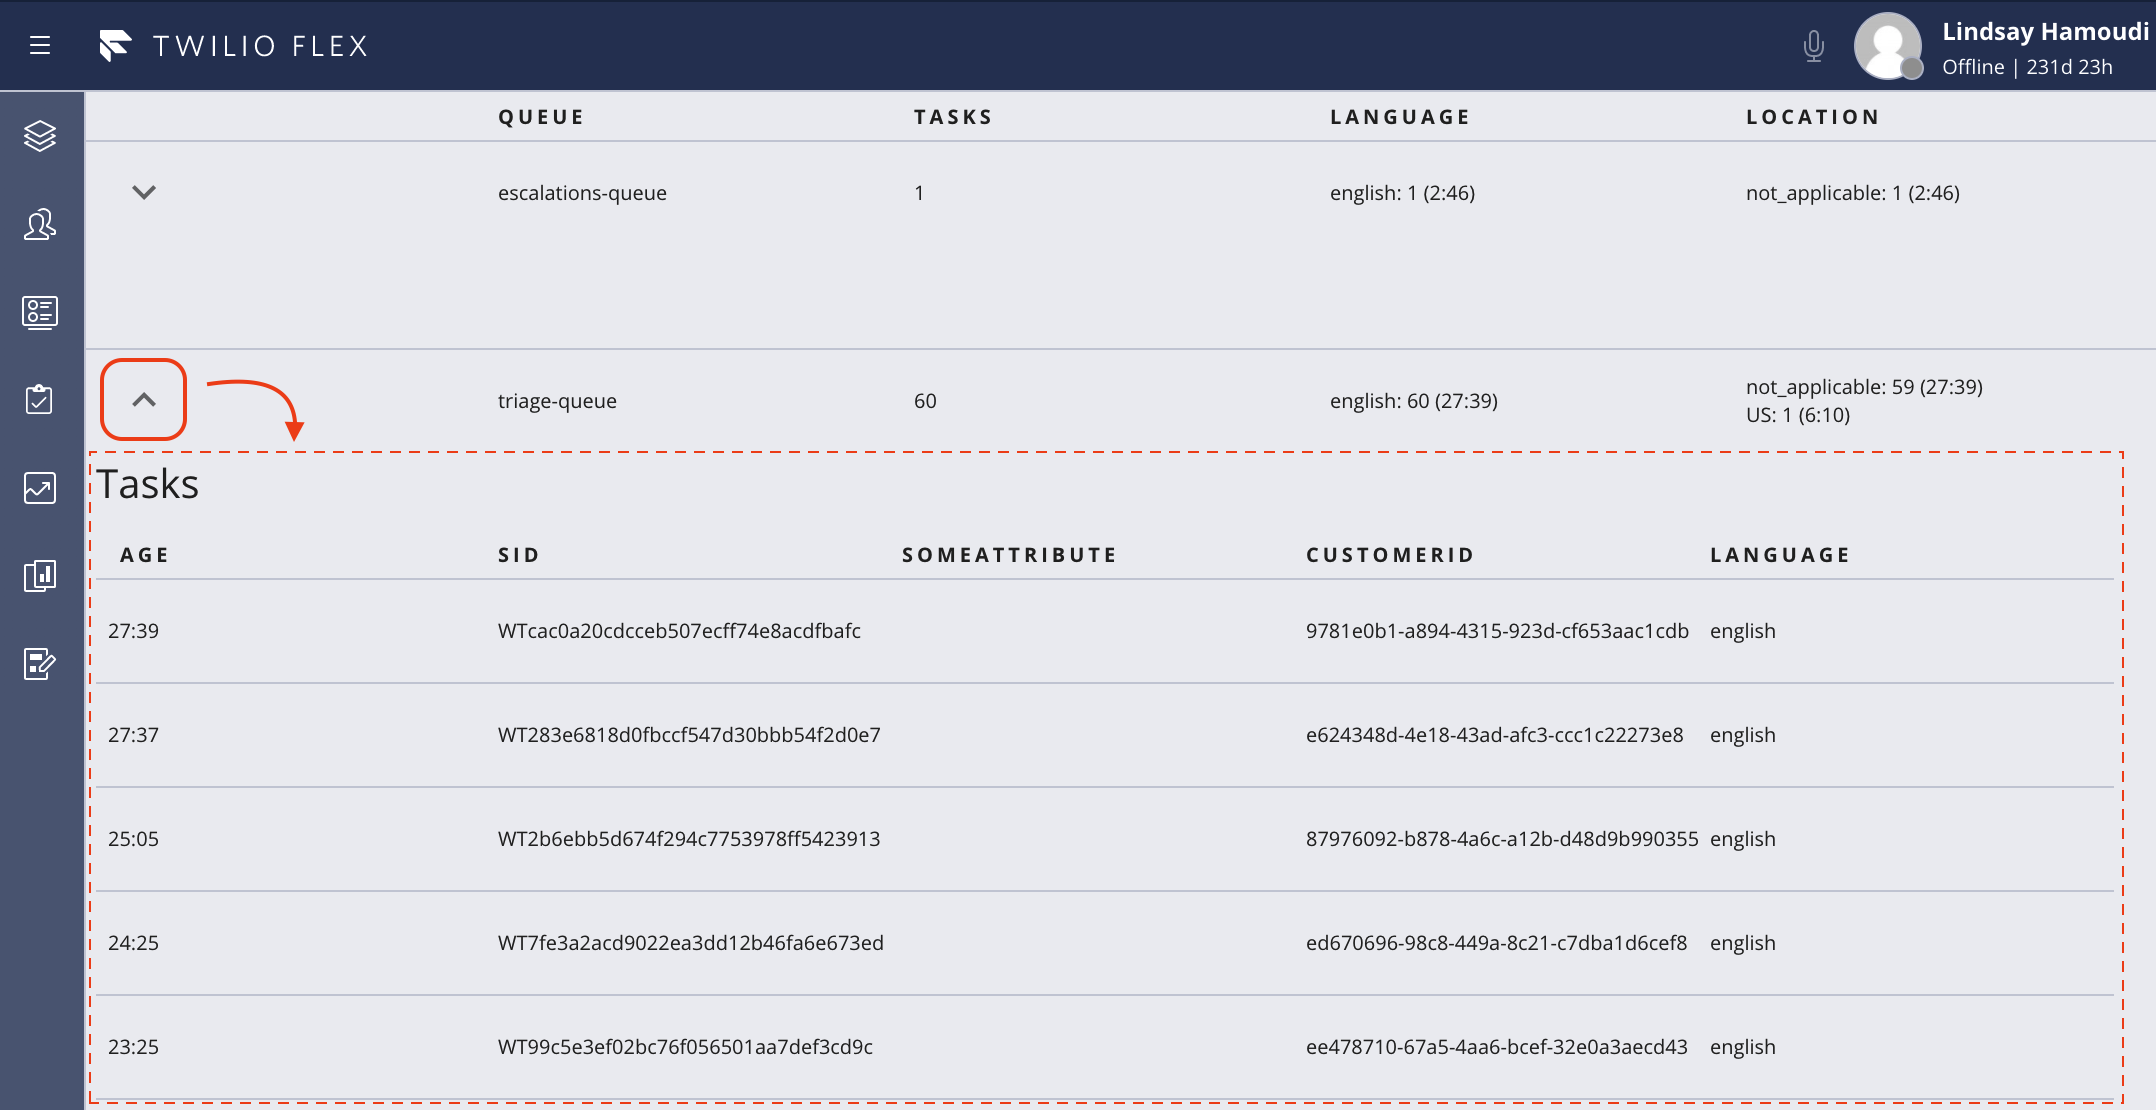 TWILIO FLEX
Lindsay Hamoudi
Offline | 231d 23h
QUEUE TASKS LANGUAGE LOCATION
escalations-queue 1 english: 1 (2:46) not_applicable: 1 (2:46)
triage-queue 60 english: 60 (27:39) not_applicable: 59 (27:39)
US: 1 (6:10)
Tasks
AGE SID SOMEATTRIBUTE CUSTOMERID LANGUAGE
27:39 WTcac0a20cdcceb507ecff74e8acdfbafc 9781e0b1-a894-4315-923d-cf653aac1cdb english
27:37 WT283e6818d0fbccf547d30bbb54f2d0e7 e624348d-4e18-43ad-afc3-ccc1c22273e8 english
25:05 WT2b6ebb5d674f294c7753978ff5423913 87976092-b878-4a6c-a12b-d48d9b990355 english
24:25 WT7fe3a2acd9022ea3dd12b46fa6e673ed ed670696-98c8-449a-8c21-c7dba1d6cef8 english
23:25 WT99c5e3ef02bc76f056501aa7def3cd9c ee478710-67a5-4aa6-bcef-32e0a3aecd43 english